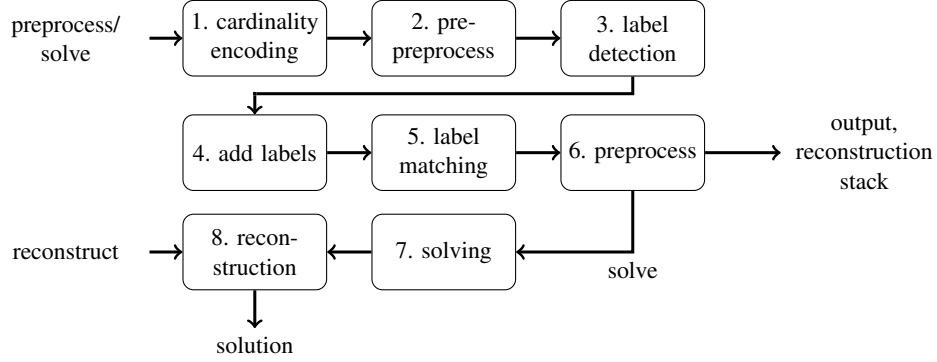 preprocess/
solve
1. cardinality
encoding
2. pre-
preprocess
3. label
detection
4. add labels
5. label
matching
6. preprocess
output,
reconstruction
stack
reconstruct
8. recon-
struction
7. solving
solve
solution